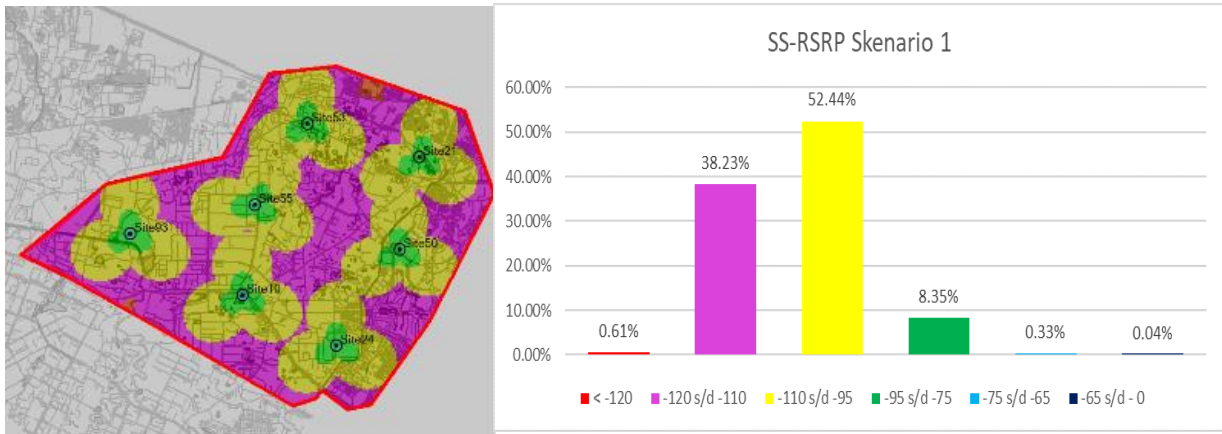 Site53
Site21
Site55
Site93
Site50
Site10
Site24
SS-RSRP Skenario 1
60.00%
50.00%
40.00%
30.00%
20.00%
10.00%
0.00%
0.61%
38.23%
52.44%
8.35%
0.33%
0.04%
< -120
-120 s/d -110
-110 s/d -95
-95 s/d -75
-75 s/d -65
-65 s/d - 0